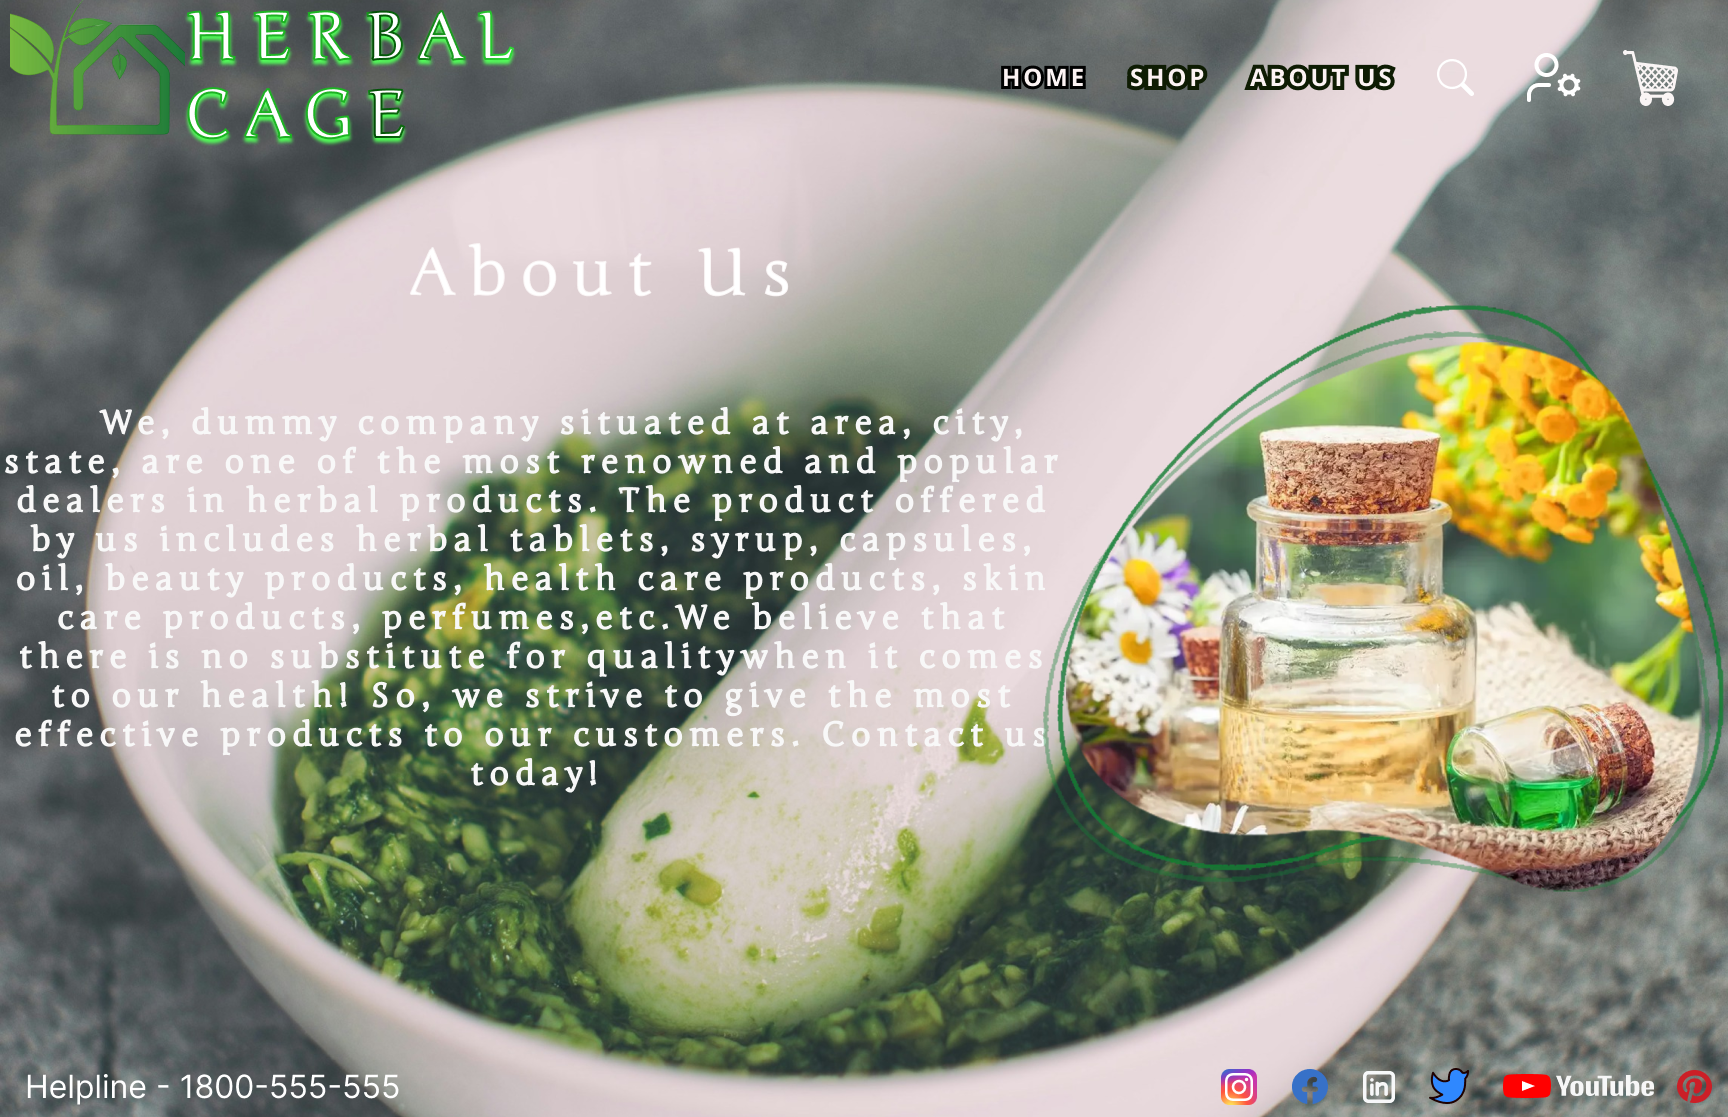 HERBAL
CAGE
HOME SHOP ABOUT US
About Us
We, dummy company situated at area, city,
state, are one of the most renowned and popular
dealers in herbal products. The product offered
by us includes herbal tablets, syrup, capsules,
oil, beauty products, health care products, skin
care products, perfumes,etc.We believe that
there is no substitute for qualitywhen it comes
to our health! So, we strive to give the most
effective products to our customers. Contact us
today!
Helpline - 1800-555-555
in YouTube